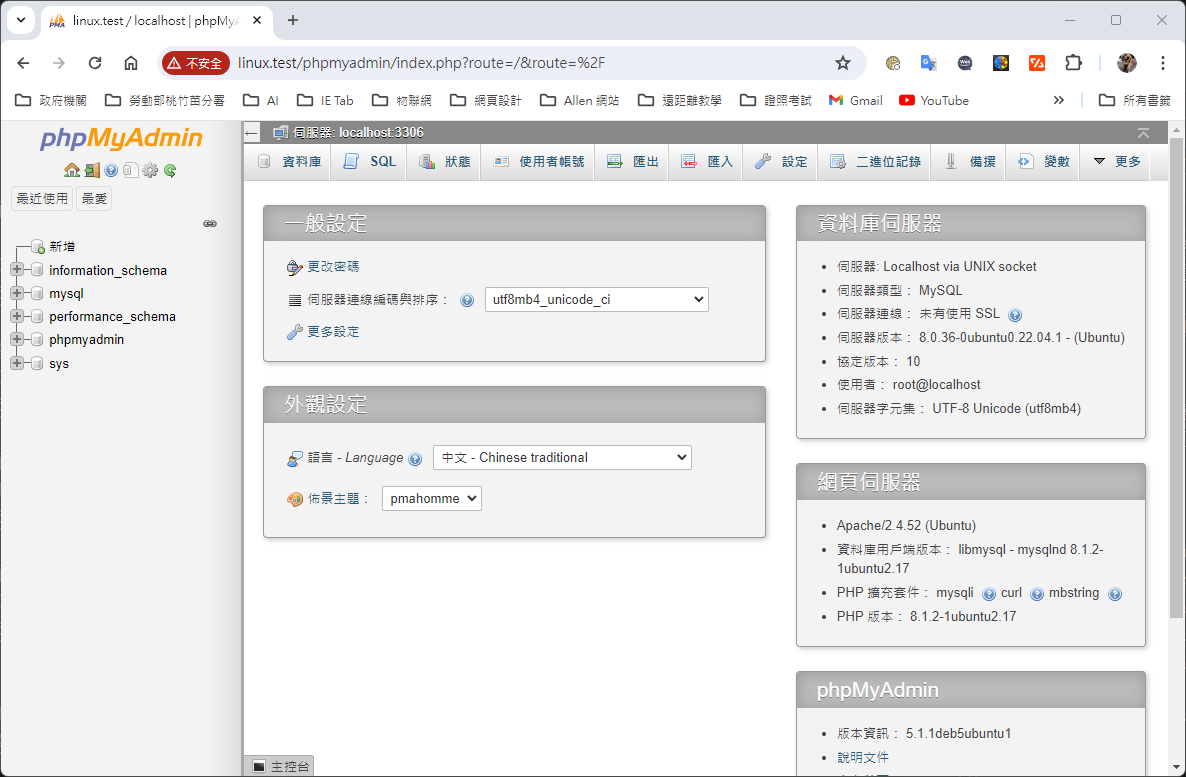 linux.test / localhost | phpMyA
不安全
linux.test/phpmyadmin/index.php?route=/&route=%2F
政府機關 勞動部桃竹苗分署 AI IE Tab 物聯網 網頁設計 Allen 網站 遠距離教學 證照考試 Gmail YouTube » 所有書籤
phpMyAdmin
最近使用 最愛
新增
information_schema
mysql
performance_schema
phpmyadmin
sys
伺服器: localhost:3306
資料庫 SQL 狀態 使用者帳號 匯出 匯入 設定 二進位記錄 備援 變數 更多
一般設定
更改密碼
伺服器連線編碼與排序： utf8mb4_unicode_ci
更多設定
外觀設定
語言 - Language 中文 - Chinese traditional
佈景主題： pmahomme
資料庫伺服器
伺服器: Localhost via UNIX socket
伺服器類型： MySQL
伺服器連線： 未有使用 SSL
伺服器版本： 8.0.36-0ubuntu0.22.04.1 - (Ubuntu)
協定版本： 10
使用者： root@localhost
伺服器字元集： UTF-8 Unicode (utf8mb4)
網頁伺服器
Apache/2.4.52 (Ubuntu)
資料庫用戶端版本： libmysql - mysqlnd 8.1.2-
1ubuntu2.17
PHP 擴充套件： mysqli curl mbstring
PHP 版本： 8.1.2-1ubuntu2.17
phpMyAdmin
版本資訊： 5.1.1deb5ubuntu1
說明文件
主控台